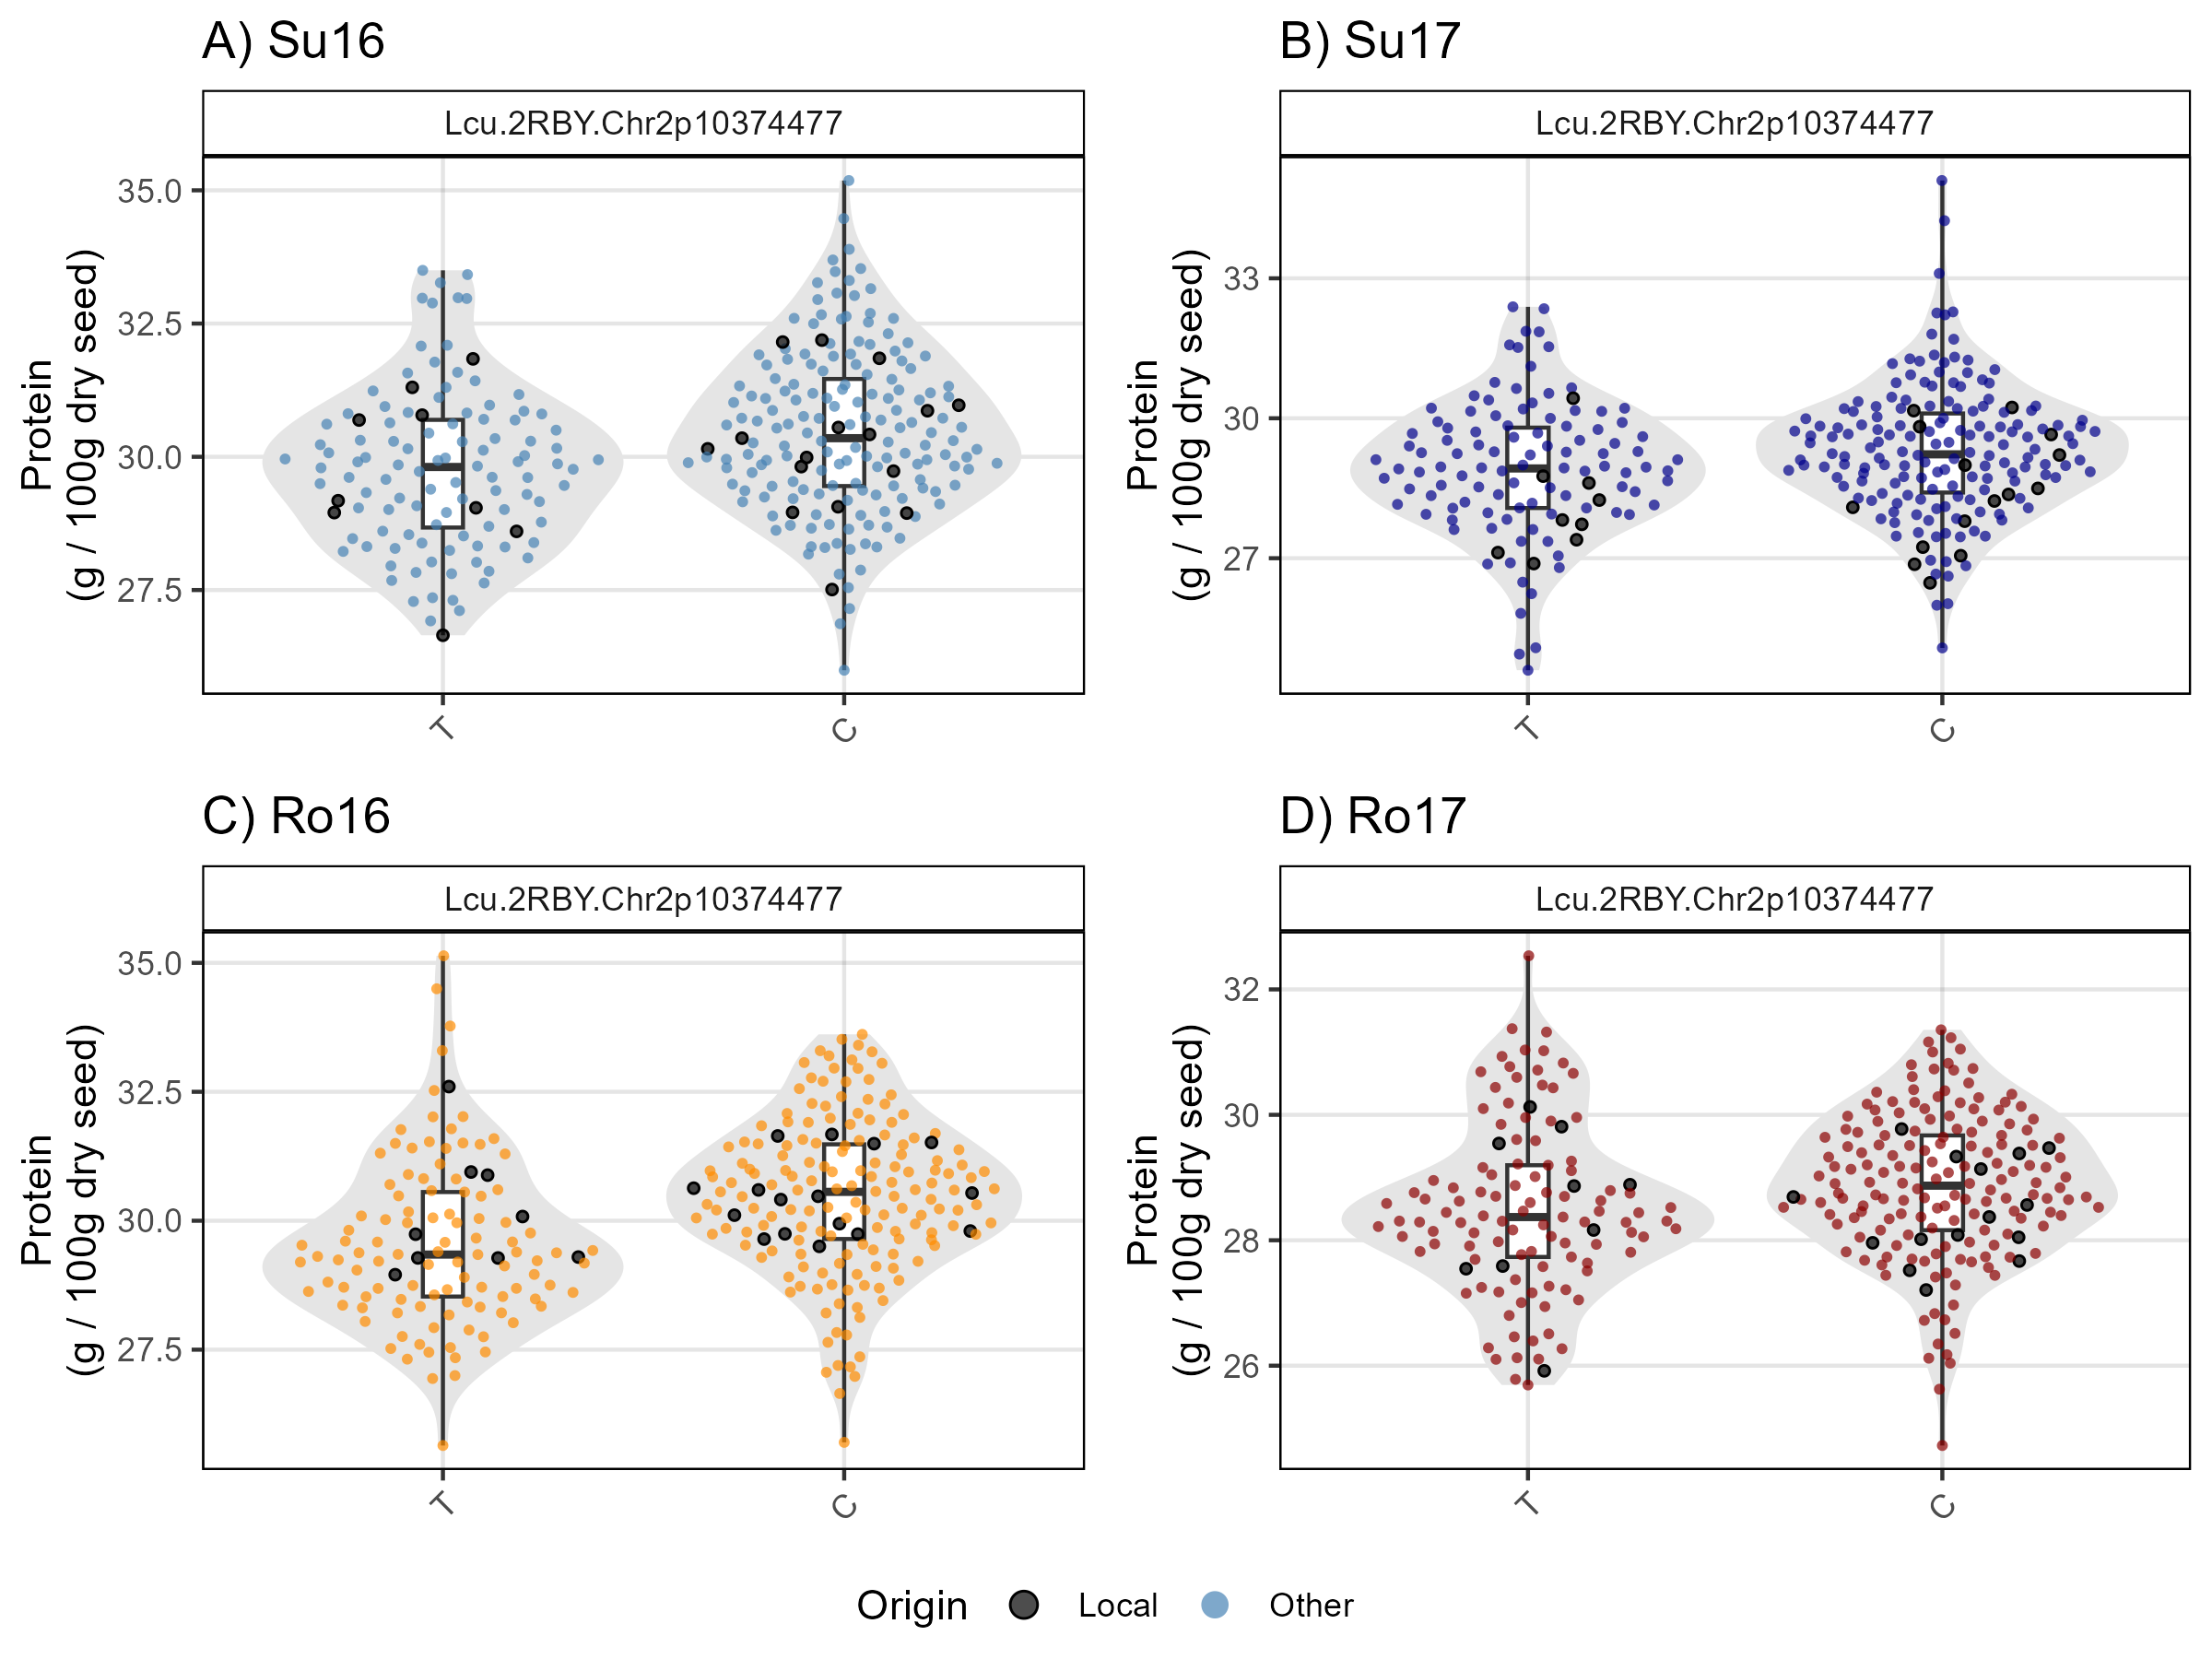 A) Su16
Lcu.2RBY.Chr2p10374477
Protein
(g / 100g dry seed)
35.0
32.5
30.0
27.5
T
C
B) Su17
Lcu.2RBY.Chr2p10374477
Protein
(g / 100g dry seed)
33
30
27
T
C
C) Ro16
Lcu.2RBY.Chr2p10374477
Protein
(g / 100g dry seed)
35.0
32.5
30.0
27.5
T
C
D) Ro17
Lcu.2RBY.Chr2p10374477
Protein
(g / 100g dry seed)
32
30
28
26
T
C
Origin Local Other